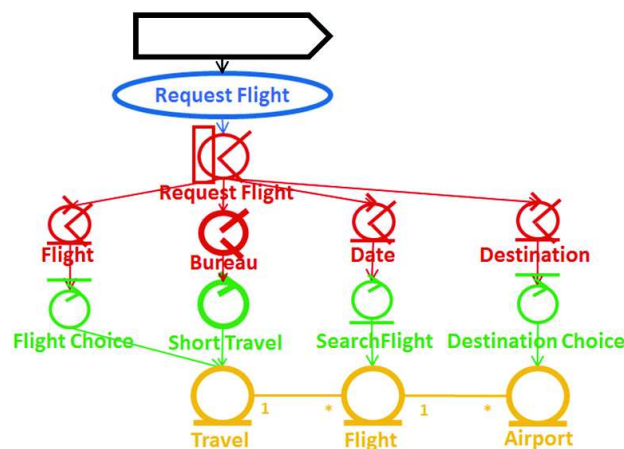 Request Flight
Request Flight
Flight Bureau Date Destination
Flight Choice Short Travel SearchFlight Destination Choice
1 * 1 *
Travel Flight Airport